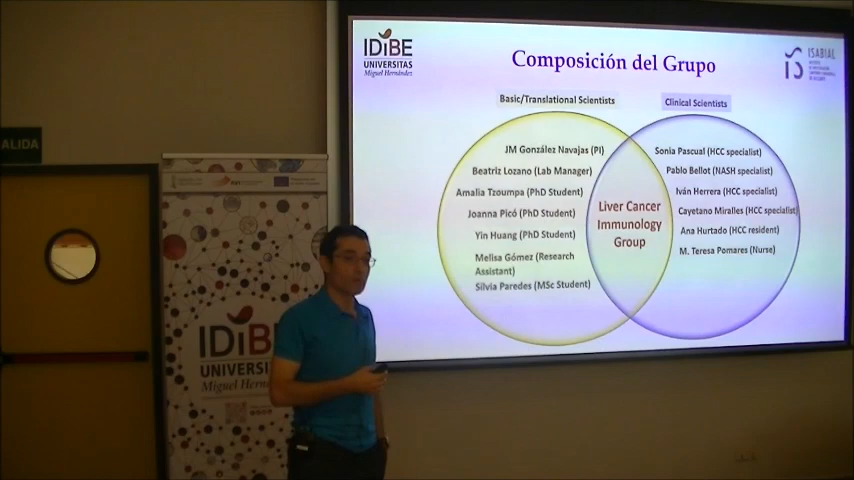 ALIDA
IDiBE
UNIVERSITAS
Miguel Hernández
Composición del Grupo
ISABIAL
Basic/Translational Scientists
Clinical Scientists
JM González Navajas (PI)
Beatriz Lozano (Lab Manager)
Amalia Tzoumpa (PhD Student)
Joanna Picó (PhD Student)
Yin Huang (PhD Student)
Melisa Gómez (Research
Assistant)
Silvia Paredes (MSc Student)
Liver Cancer
Immunology
Group
Sonia Pascual (HCC specialist)
Pablo Bellot (NASH specialist)
Iván Herrera (HCC specialist)
Cayetano Miralles (HCC specialist)
Ana Hurtado (HCC resident)
M. Teresa Pomares (Nurse)
IDiBE
UNIVERSITA
Miguel Hern